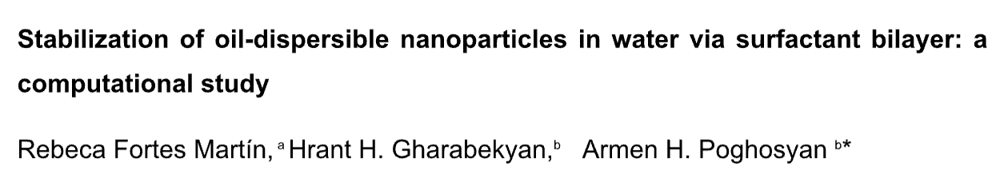 Stabilization of oil-dispersible nanoparticles in water via surfactant bilayer: a
computational study
Rebeca Fortes Martín,ᵃ Hrant H. Gharabekyan,ᵇ Armen H. Poghosyan ᵇ*